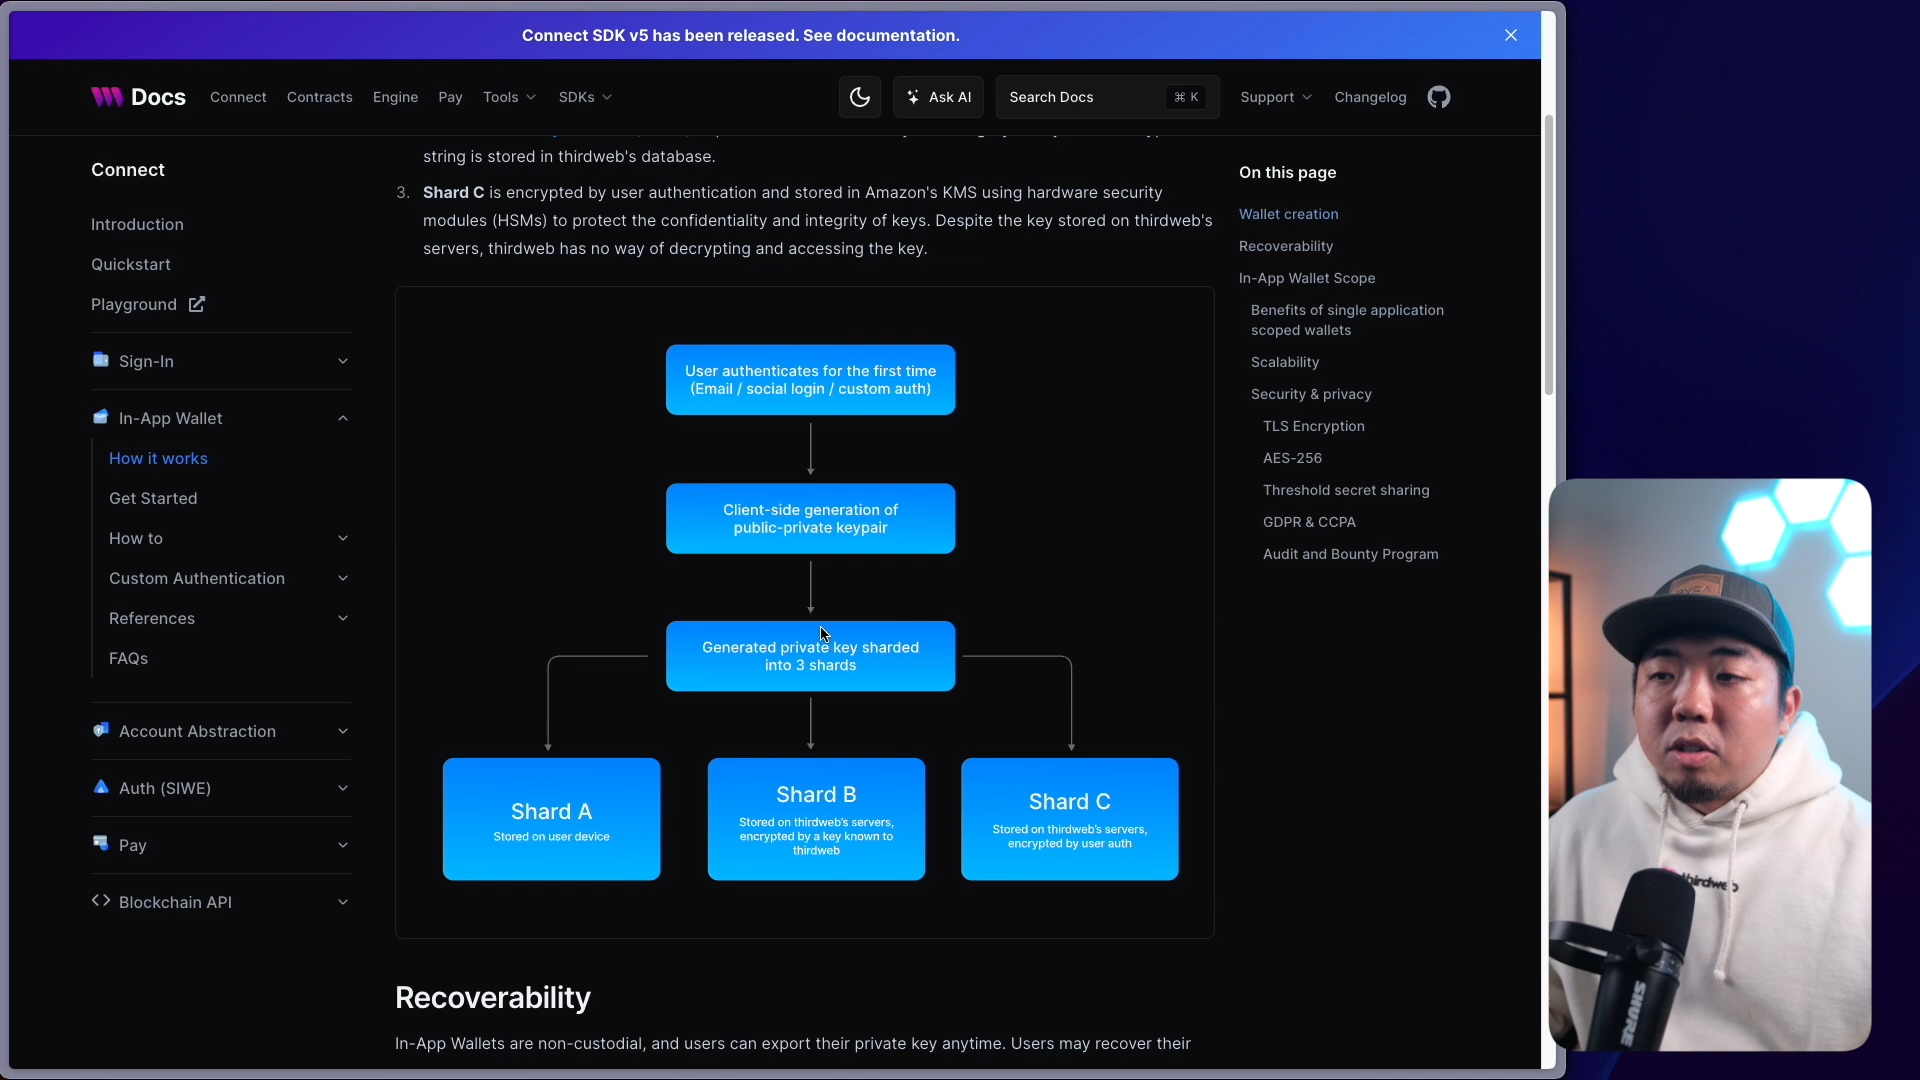 Connect SDK v5 has been released. See documentation.
Docs
Connect
Contracts
Engine
Pay
Tools
SDKs
Ask AI
Search Docs
⌘ K
Support
Changelog
Connect
Introduction
Quickstart
Playground
Sign-In
In-App Wallet
How it works
Get Started
How to
Custom Authentication
References
FAQs
Account Abstraction
Auth (SIWE)
Pay
Blockchain API
string is stored in thirdweb's database.
3. Shard C is encrypted by user authentication and stored in Amazon's KMS using hardware security
modules (HSMs) to protect the confidentiality and integrity of keys. Despite the key stored on thirdweb's
servers, thirdweb has no way of decrypting and accessing the key.
User authenticates for the first time
(Email / social login / custom auth)
Client-side generation of
public-private keypair
Generated private key sharded
into 3 shards
Shard A
Stored on user device
Shard B
Stored on thirdweb's servers,
encrypted by a key known to
thirdweb
Shard C
Stored on thirdweb's servers,
encrypted by user auth
Recoverability
In-App Wallets are non-custodial, and users can export their private key anytime. Users may recover their
On this page
Wallet creation
Recoverability
In-App Wallet Scope
Benefits of single application
scoped wallets
Scalability
Security & privacy
TLS Encryption
AES-256
Threshold secret sharing
GDPR & CCPA
Audit and Bounty Program
RVCA
thirdweb
SHURE